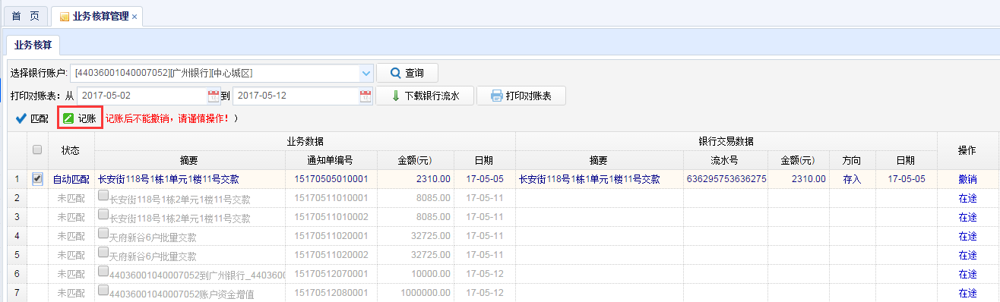 首 页 业务核算管理 ×
业务核算
选择银行账户: [44036001040007052][广州银行][中心城区] 查询
打印对账表：从 2017-05-02 到 2017-05-12 下载银行流水 打印对账表
匹配 记账 记账后不能撤销，请谨慎操作！）
状态 业务数据 银行交易数据 操作
摘要 通知单编号 金额(元) 日期 摘要 流水号 金额(元) 方向 日期
1 自动匹配 长安街118号1栋1单元1楼11号交款 15170505010001 2310.00 17-05-05 长安街118号1栋1单元1楼11号交款 636295753636275 2310.00 存入 17-05-05 撤销
2 未匹配 长安街118号1栋2单元1楼11号交款 15170511010001 8085.00 17-05-11 在途
3 未匹配 长安街118号1栋2单元1楼11号交款 15170511010002 8085.00 17-05-11 在途
4 未匹配 天府新谷6户批量交款 15170511020001 32725.00 17-05-11 在途
5 未匹配 天府新谷6户批量交款 15170511020002 32725.00 17-05-11 在途
6 未匹配 44036001040007052到广州银行_440360 15170512070001 10000.00 17-05-12 在途
7 未匹配 44036001040007052账户资金增值 15170512080001 1000000.00 17-05-12 在途